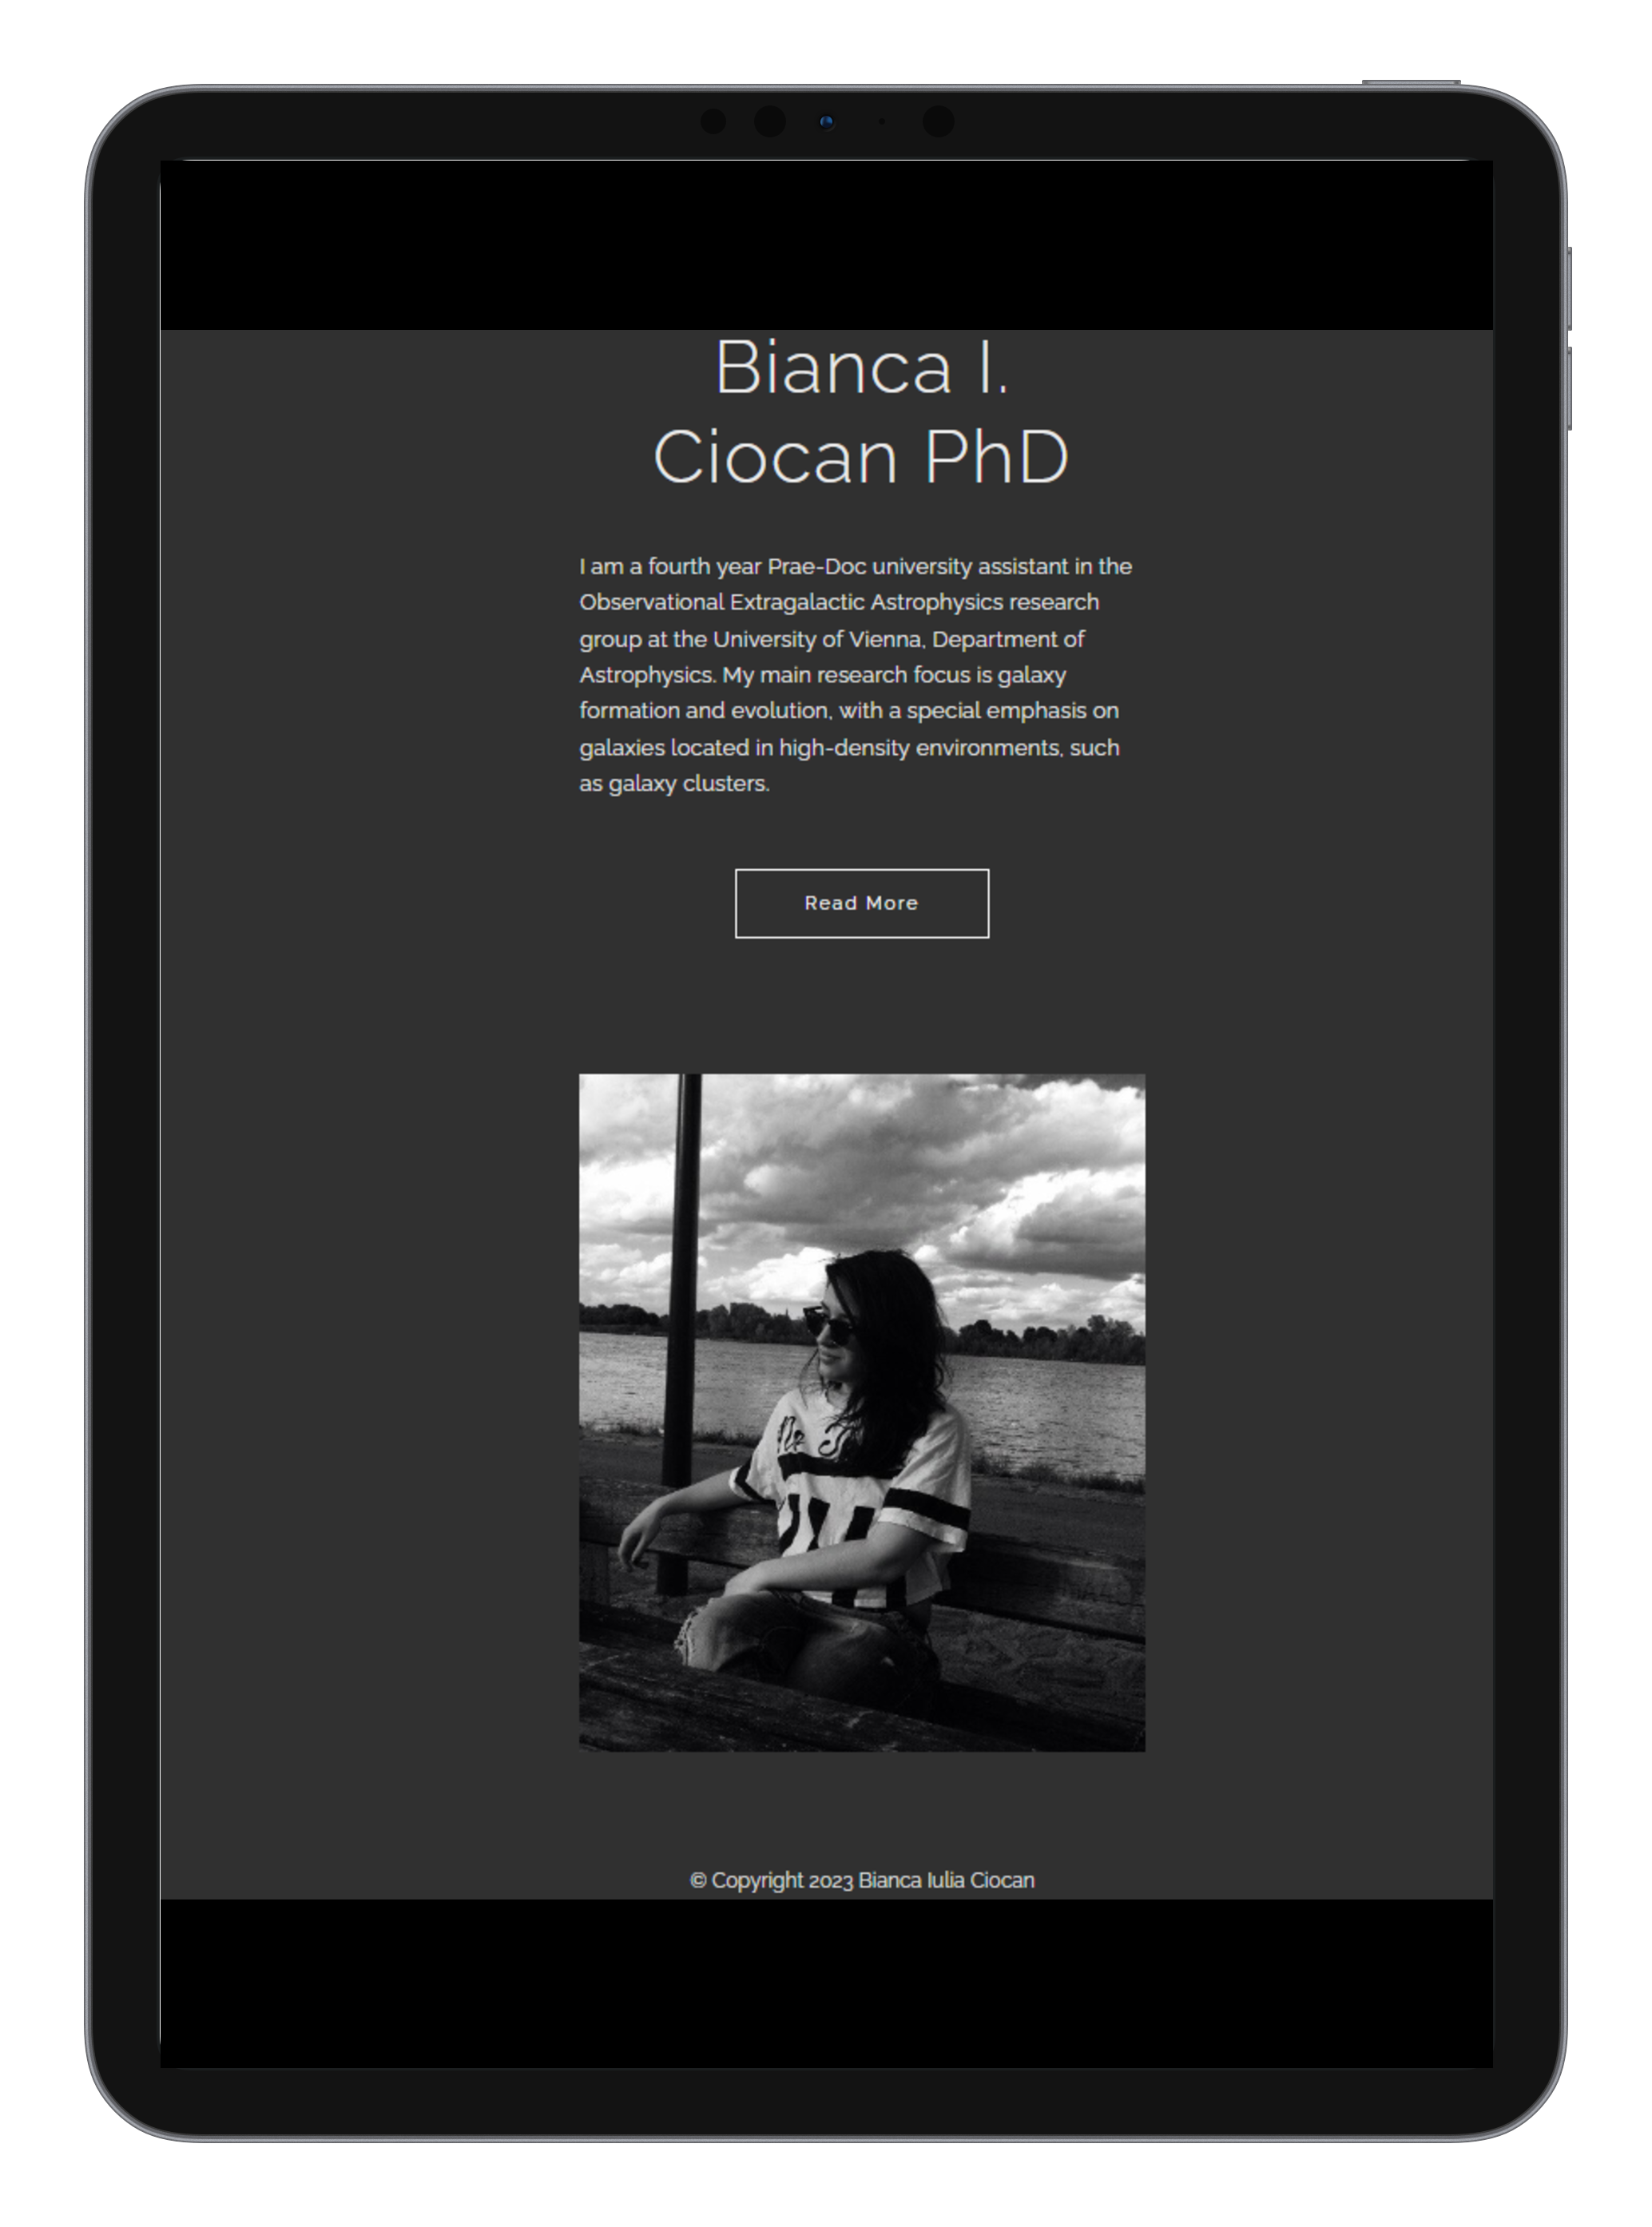 Bianca I.
Ciocan PhD
I am a fourth year Prae-Doc university assistant in the
Observational Extragalactic Astrophysics research
group at the University of Vienna, Department of
Astrophysics. My main research focus is galaxy
formation and evolution, with a special emphasis on
galaxies located in high-density environments, such
as galaxy clusters.
Read More
© Copyright 2023 Bianca Iulia Ciocan